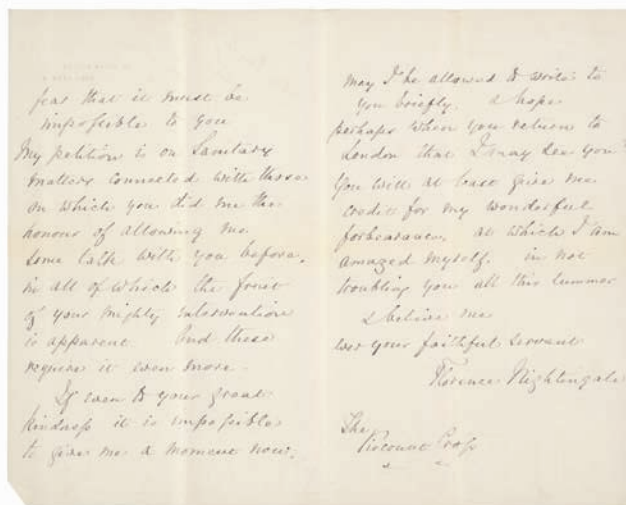 fear that it must be
impossible to you
My petition is on Sanitary
matters connected with those
on which you did me the
honour of allowing me
some talk with you before.
in all of which the fruit
of your mighty intervention
is apparent And these
require it even more.
If even to your great
kindness it is impossible
to give me a moment now.
may I be allowed to write to
you briefly. & hope
perhaps when you return to
London that I may see you?
You will at least give me
credit for my wonderful
forbearance, at which I am
amazed myself. in not
troubling you all this summer
& believe me
ever your faithful servant
Florence Nightingale
The
Viscount Cross